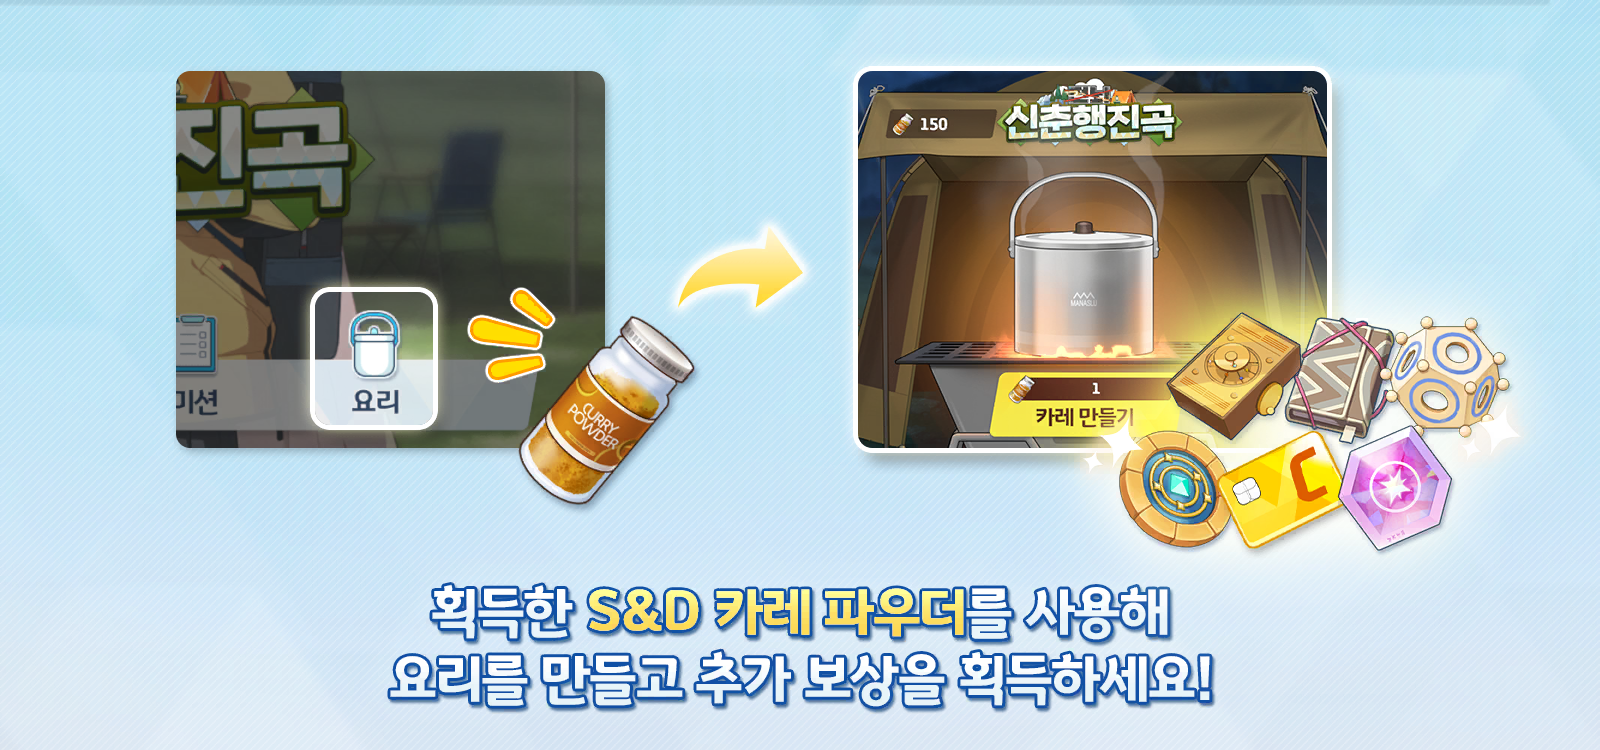 진곡
미션
요리
CURRY
POWDER
150
신춘행진곡
MANASLU
1
카레 만들기
획득한 S&D 카레 파우더를 사용해
요리를 만들고 추가 보상을 획득하세요!